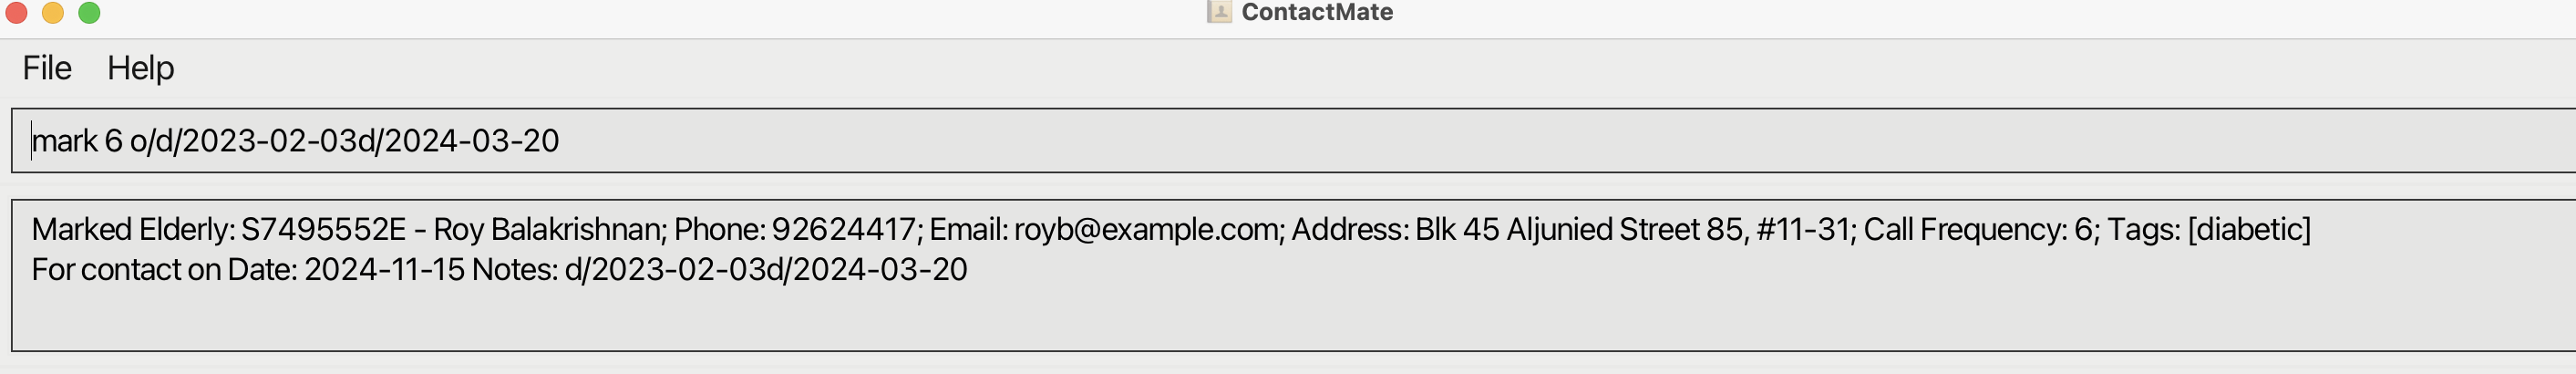 ContactMate
File Help
mark 6 o/d/2023-02-03d/2024-03-20
Marked Elderly: S7495552E - Roy Balakrishnan; Phone: 92624417; Email: royb@example.com; Address: Blk 45 Aljunied Street 85, #11-31; Call Frequency: 6; Tags: [diabetic]
For contact on Date: 2024-11-15 Notes: d/2023-02-03d/2024-03-20